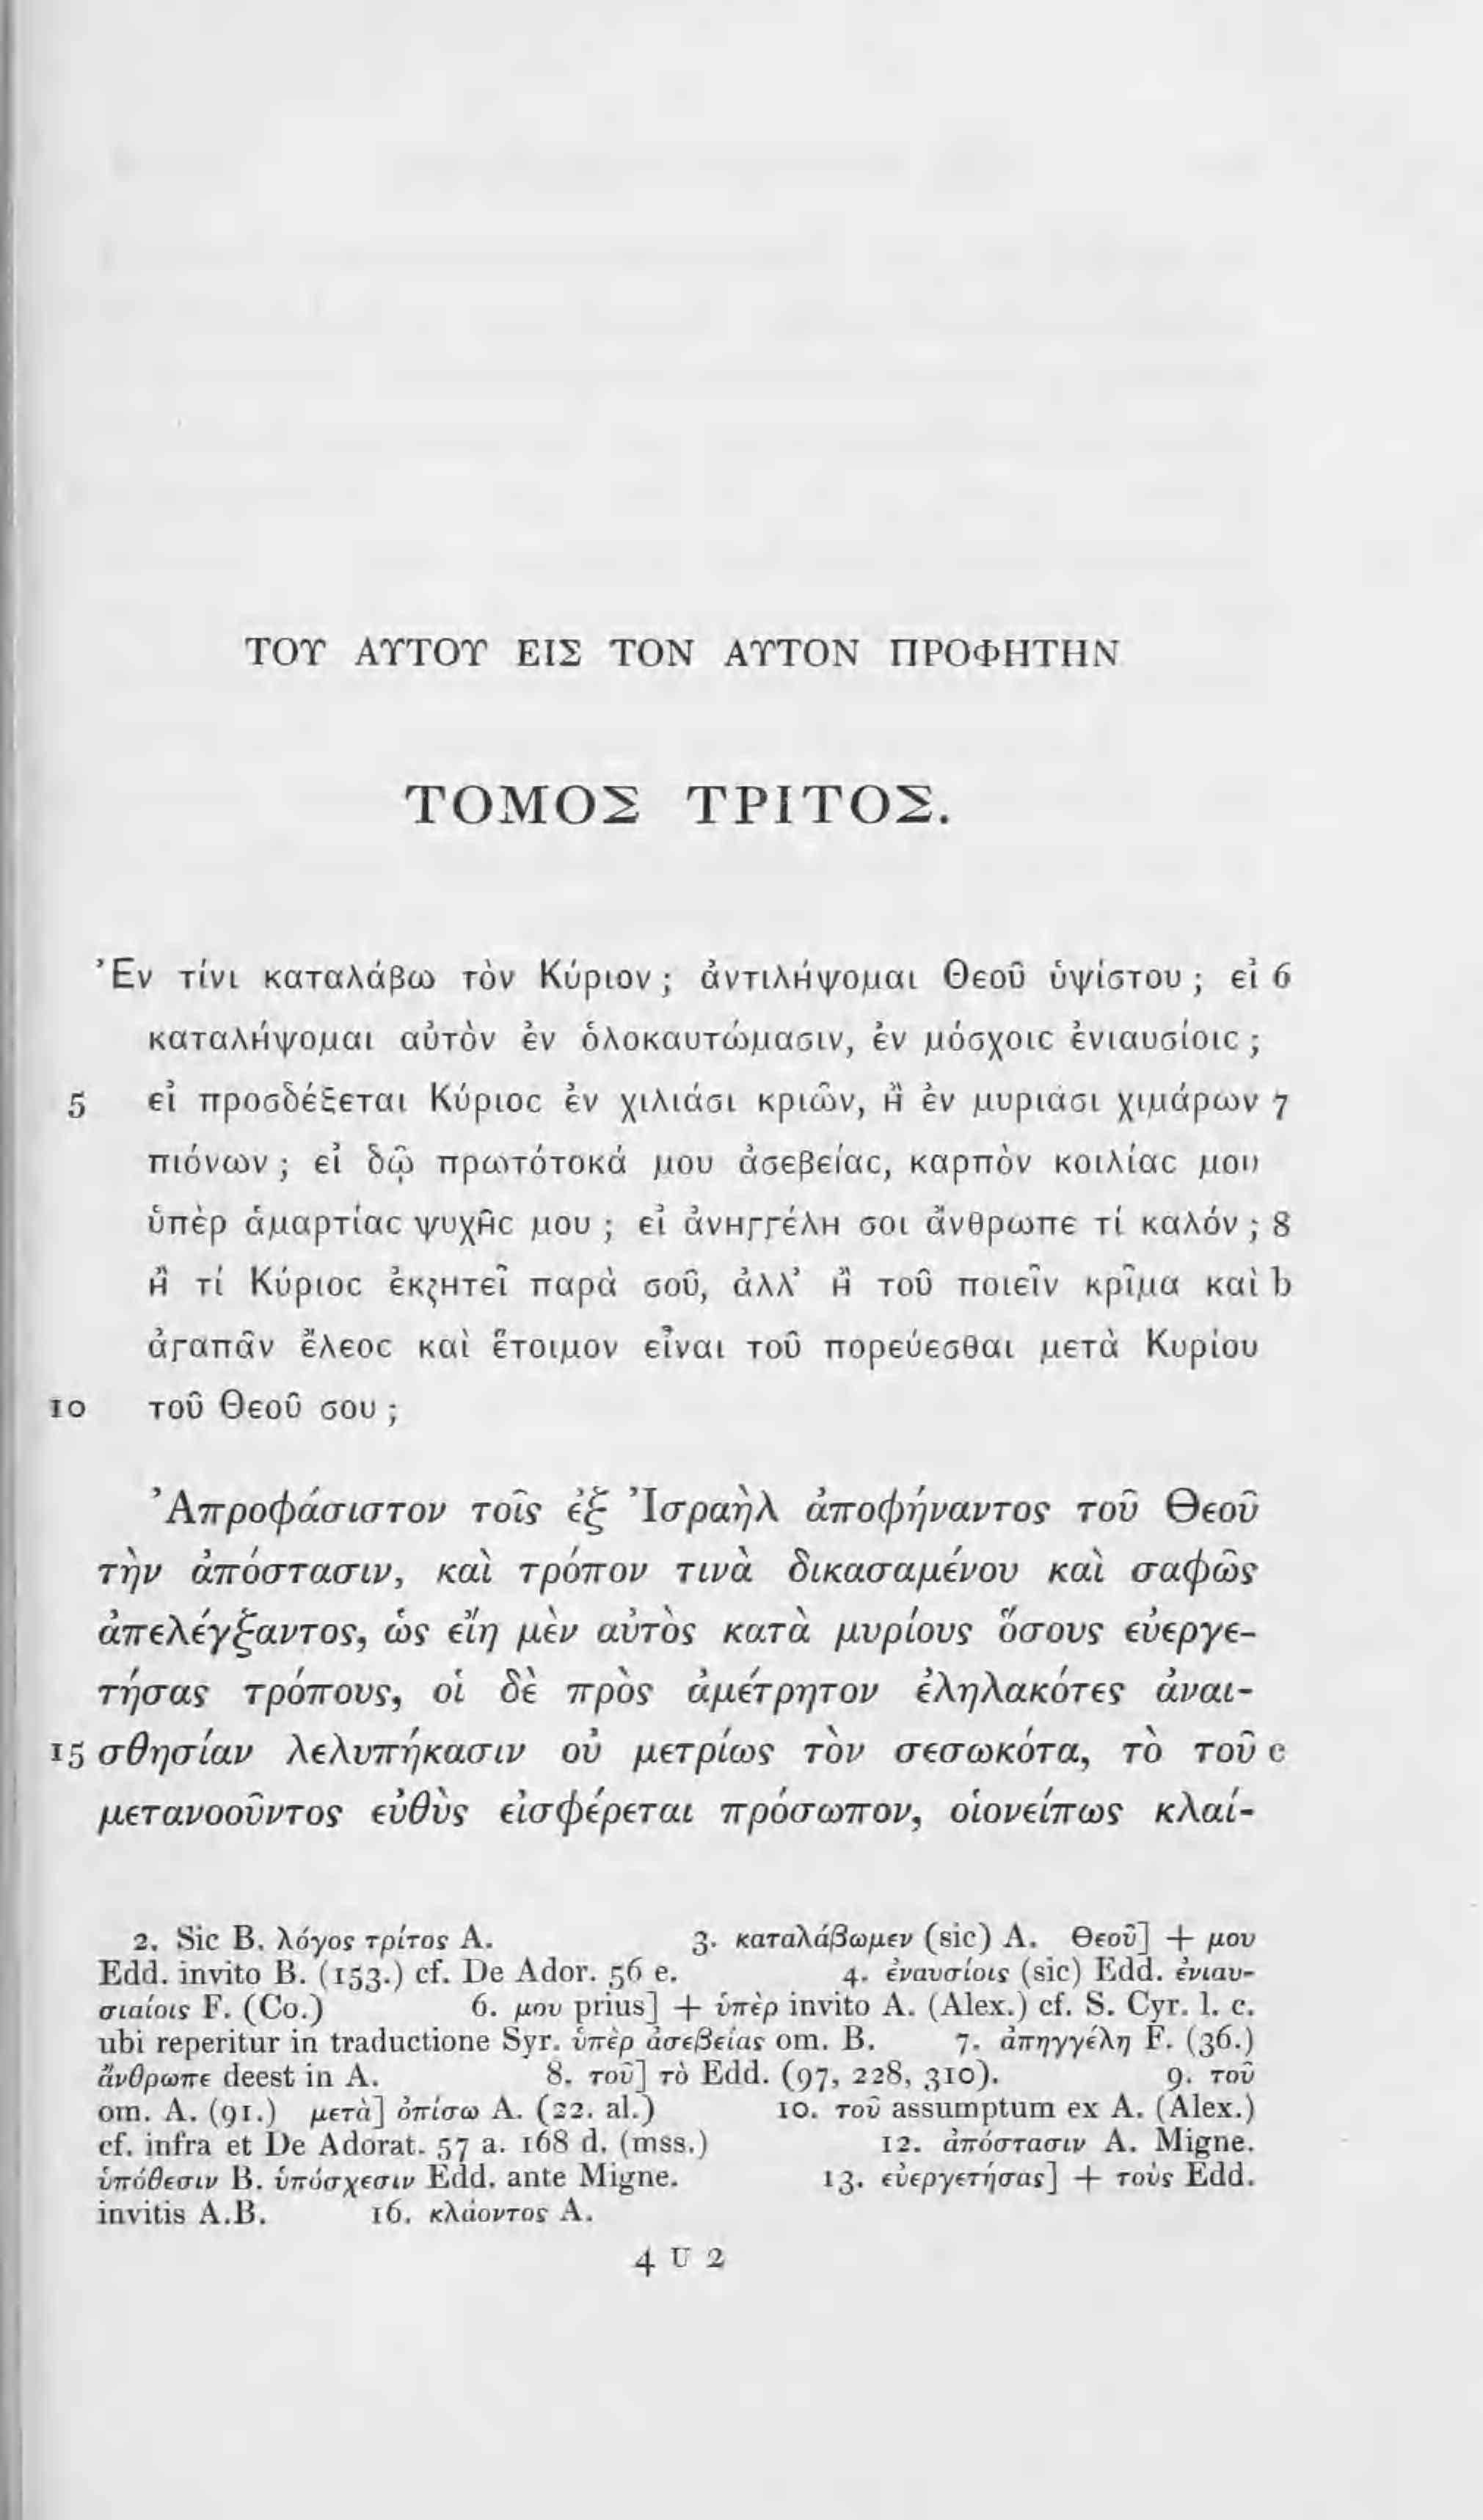 ΤΟΥ ΑΥΤΟΥ ΕΙΣ ΤΟΝ ΑΥΤΟΝ ΠΡΟΦΗΤΗΝ
ΤΟΜΟΣ ΤΡΙΤΟΣ.
Ἐν τίνι καταλάβω τὸν Κύριον ; ἀντιλήψομαι Θεοῦ ὑψίστου ; εἰ 6
καταλήψομαι αὐτὸν ἐν ὁλοκαυτώμασιν, ἐν μόσχοις ἐνιαυσίοις ;
5 εἰ προσδέξεται Κύριος ἐν χιλιάσι κριῶν, ἢ ἐν μυριάσι χιμάρων 7
πιόνων ; εἰ δῷ πρωτότοκά μου ἀσεβείας, καρπὸν κοιλίας μου
ὑπὲρ ἁμαρτίας ψυχῆς μου ; εἰ ἀνηγγέλη σοι ἄνθρωπε τί καλόν ; 8
ἢ τί Κύριος ἐκζητεῖ παρὰ σοῦ, ἀλλ’ ἢ τοῦ ποιεῖν κρῖμα καὶ b
ἀγαπᾶν ἔλεος καὶ ἕτοιμον εἶναι τοῦ πορεύεσθαι μετὰ Κυρίου
10 τοῦ Θεοῦ σου ;
Ἀπροφάσιστον τοῖς ἐξ Ἰσραὴλ ἀποφήναντος τοῦ Θεοῦ
τὴν ἀπόστασιν, καὶ τρόπον τινὰ δικασαμένου καὶ σαφῶς
ἀπελέγξαντος, ὡς εἴη μὲν αὐτὸς κατὰ μυρίους ὅσους εὐεργε-
τήσας τρόπους, οἱ δὲ πρὸς ἀμέτρητον ἐληλακότες ἀναι-
15 σθησίαν λελυπήκασιν οὐ μετρίως τὸν σεσωκότα, τὸ τοῦ c
μετανοοῦντος εὐθὺς εἰσφέρεται πρόσωπον, οἱονείπως κλαί-
2. Sic B. λόγος τρίτος A. 3. καταλάβωμεν (sic) A. Θεοῦ] + μου
Edd. invito B. (153.) cf. De Ador. 56 e. 4. ἐναυσίοις (sic) Edd. ἐνιαυ-
σιαίοις F. (Co.) 6. μου prius] + ὑπὲρ invito A. (Alex.) cf. S. Cyr. l. c.
ubi reperitur in traductione Syr. ὑπὲρ ἀσεβείας om. B. 7. ἀπηγγέλη F. (36.)
ἄνθρωπε deest in A. 8. τοῦ] τὸ Edd. (97, 228, 310). 9. τοῦ
om. A. (91.) μετὰ] ὀπίσω A. (22. al.) 10. τοῦ assumptum ex A. (Alex.)
cf. infra et De Adorat. 57 a. 168 d. (mss.) 12. ἀπόστασιν A. Migne.
ὑπόθεσιν B. ὑπόσχεσιν Edd. ante Migne. 13. εὐεργετήσας] + τοὺς Edd.
invitis A.B. 16. κλάοντος A.
4 U 2